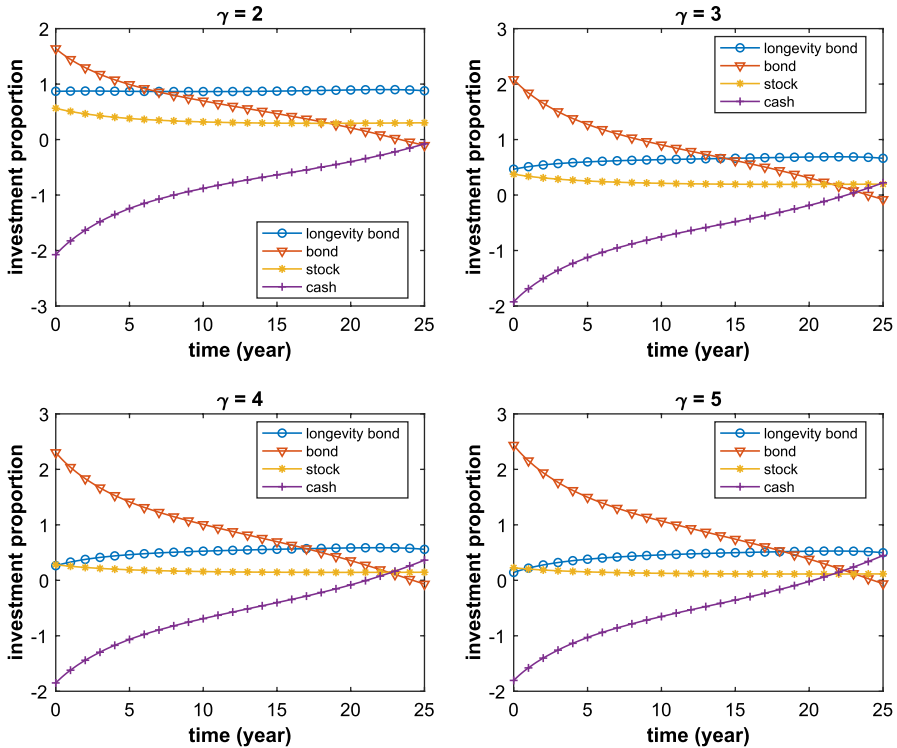 γ = 2
investment proportion
2
1
0
-1
-2
-3
longevity bond
bond
stock
cash
0 5 10 15 20 25
time (year)
γ = 3
investment proportion
3
2
1
0
-1
-2
longevity bond
bond
stock
cash
0 5 10 15 20 25
time (year)
γ = 4
investment proportion
3
2
1
0
-1
-2
longevity bond
bond
stock
cash
0 5 10 15 20 25
time (year)
γ = 5
investment proportion
3
2
1
0
-1
-2
longevity bond
bond
stock
cash
0 5 10 15 20 25
time (year)